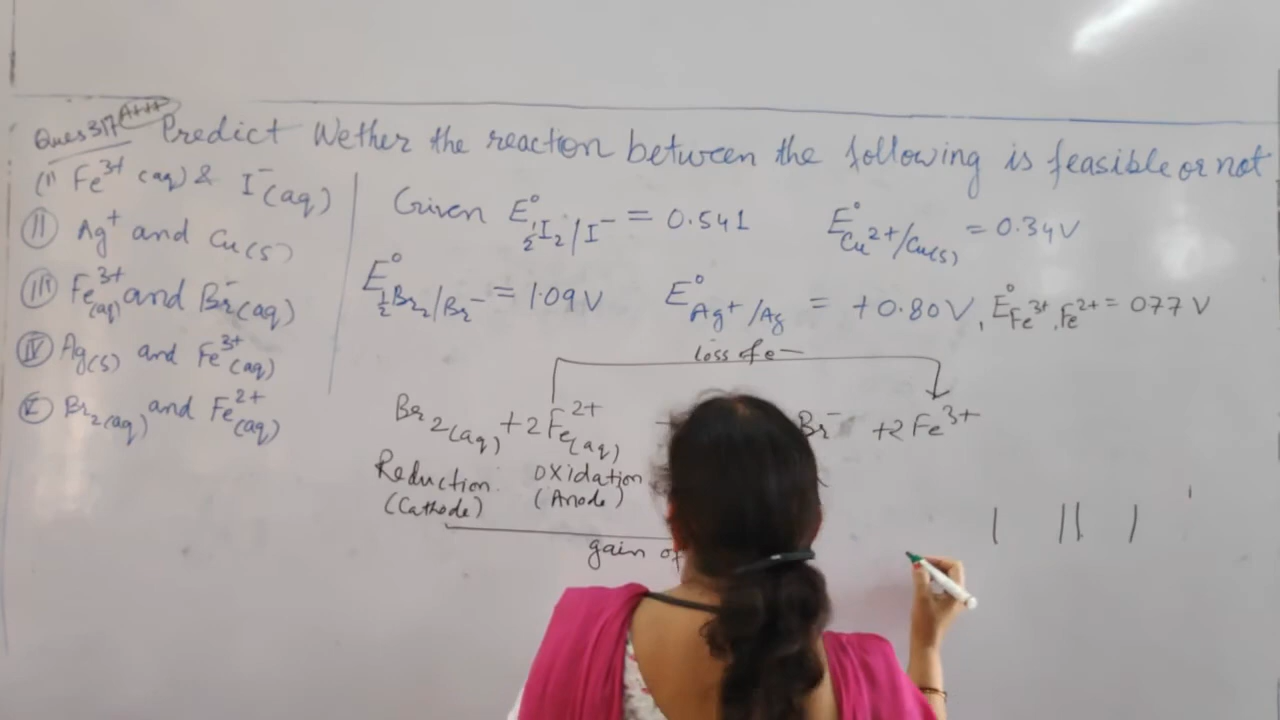 Ques317 A+++ Predict Wether the reaction between the following is feasible or not
(I) Fe³⁺(aq) & I⁻(aq)
(II) Ag⁺ and Cu(s)
(III) Fe³⁺(aq) and Br⁻(aq)
(IV) Ag(s) and Fe³⁺(aq)
(V) Br₂(aq) and Fe²⁺(aq)
Given E°½I₂/I⁻ = 0.541 E°Cu²⁺/Cu(s) = 0.34V
E°½Br₂/Br⁻ = 1.09V E°Ag⁺/Ag = +0.80V, E°Fe³⁺,Fe²⁺ = 077 V
loss of e⁻
Br₂(aq) + 2Fe²⁺(aq) Br⁻ + 2Fe³⁺
Reduction Oxidation
(Cathode) (Anode)
gain of
| || |